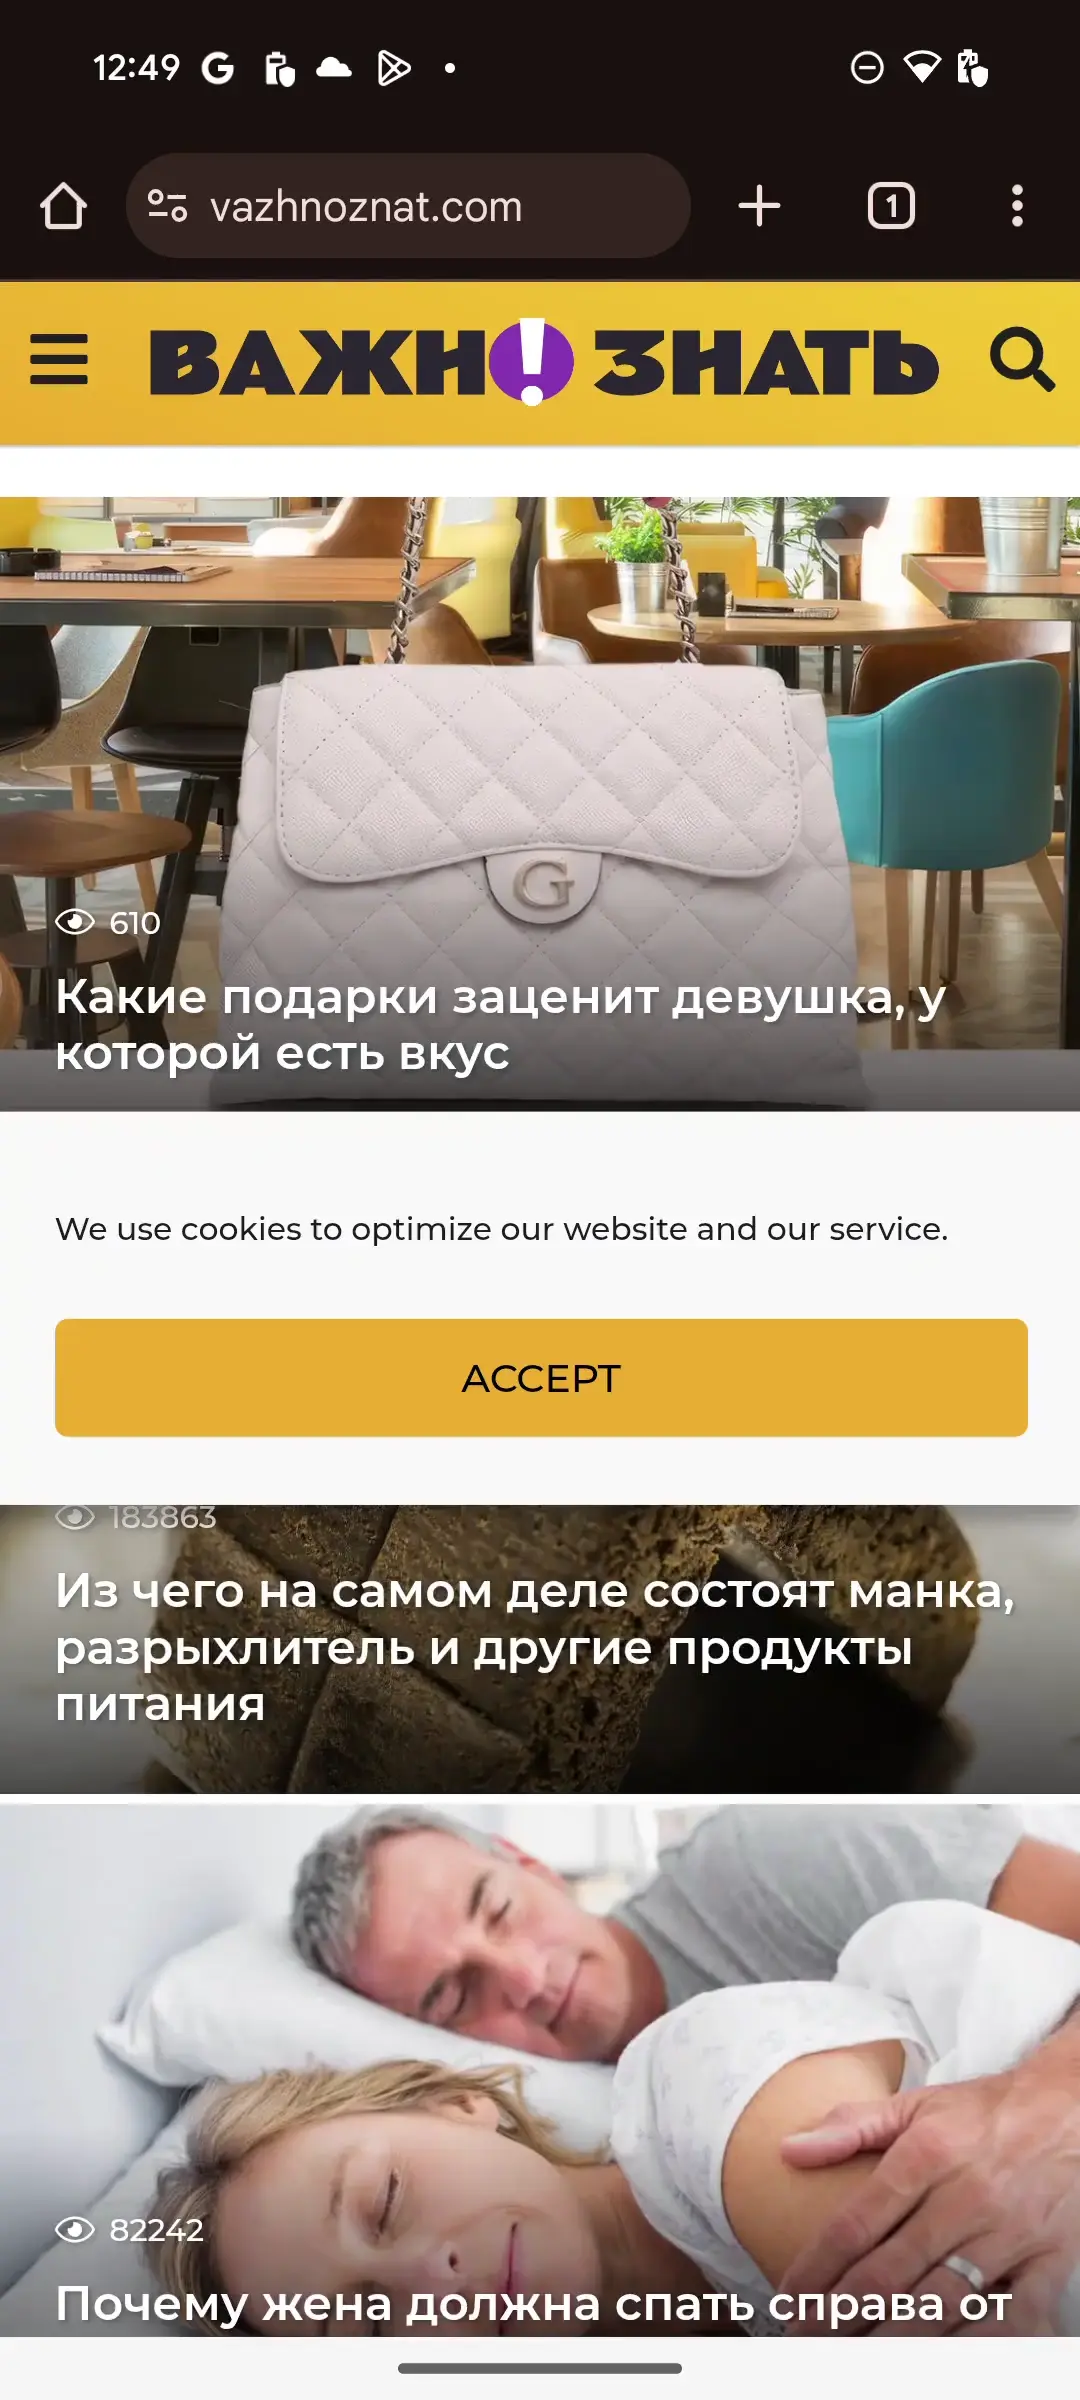 12:49
vazhnoznat.com
1
ВАЖН! ЗНАТЬ
G
610
Какие подарки заценит девушка, у
которой есть вкус
We use cookies to optimize our website and our service.
ACCEPT
183863
Из чего на самом деле состоят манка,
разрыхлитель и другие продукты
питания
82242
Почему жена должна спать справа от